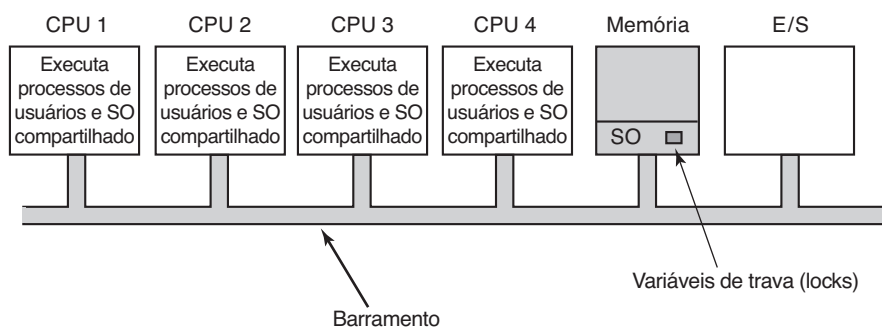 CPU 1
CPU 2
CPU 3
CPU 4
Memória
E/S
Executa
processos de
usuários e SO
compartilhado
Executa
processos de
usuários e SO
compartilhado
Executa
processos de
usuários e SO
compartilhado
Executa
processos de
usuários e SO
compartilhado
SO
Variáveis de trava (locks)
Barramento